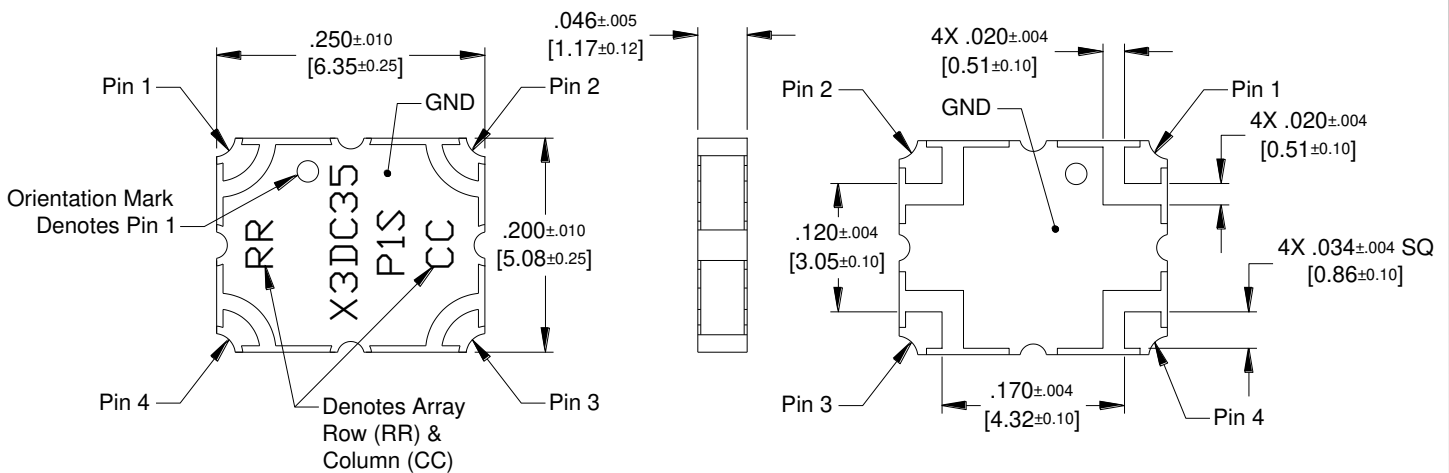 .250±.010
[6.35±0.25]
.046±.005
[1.17±0.12]
4X .020±.004
[0.51±0.10]
Pin 1
Pin 2
GND
Pin 2
GND
Pin 1
4X .020±.004
[0.51±0.10]
Orientation Mark
Denotes Pin 1
RR
X3DC35
P1S
CC
.200±.010
[5.08±0.25]
.120±.004
[3.05±0.10]
4X .034±.004 SQ
[0.86±0.10]
Pin 4
Denotes Array
Row (RR) &
Column (CC)
Pin 3
Pin 3
.170±.004
[4.32±0.10]
Pin 4